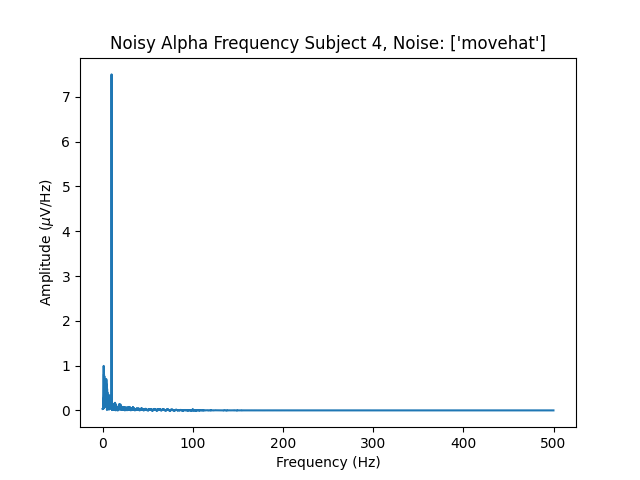 Noisy Alpha Frequency Subject 4, Noise: ['movehat']
7
6
5
4
3
2
1
0
Amplitude (μV/Hz)
0 100 200 300 400 500
Frequency (Hz)